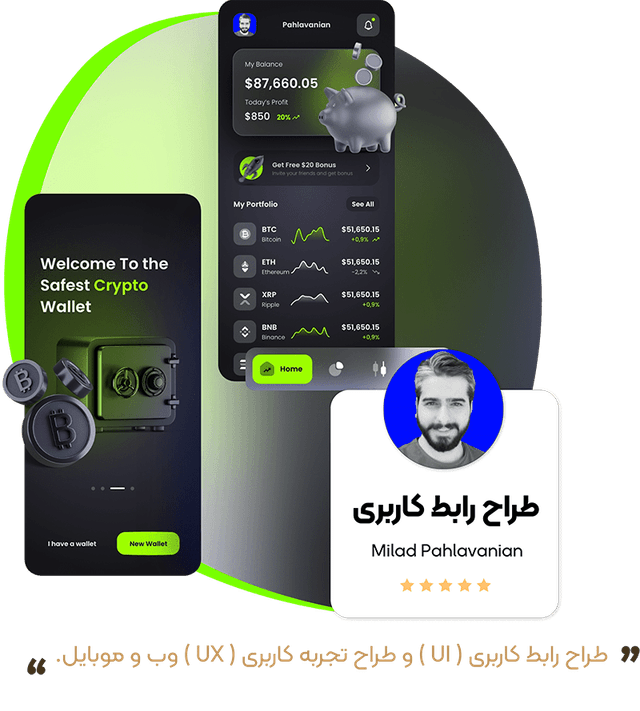 Pahlavanian
My Balance
$87,660.05
Today's Profit
$850 20%
Get Free $20 Bonus
Invite your friends and get bonus
My Portfolio See All
BTC $51,650.15
Bitcoin +0,9%
ETH $51,650.15
Ethereum -2,2%
XRP $51,650.15
Ripple +0,9%
BNB $51,650.15
Binance +0,9%
Home
Welcome To the
Safest Crypto
Wallet
I have a wallet New Wallet
طراح رابط کاربری
Milad Pahlavanian
” طراح رابط کاربری ( UI ) و طراح تجربه کاربری ( UX ) وب و موبایل. “